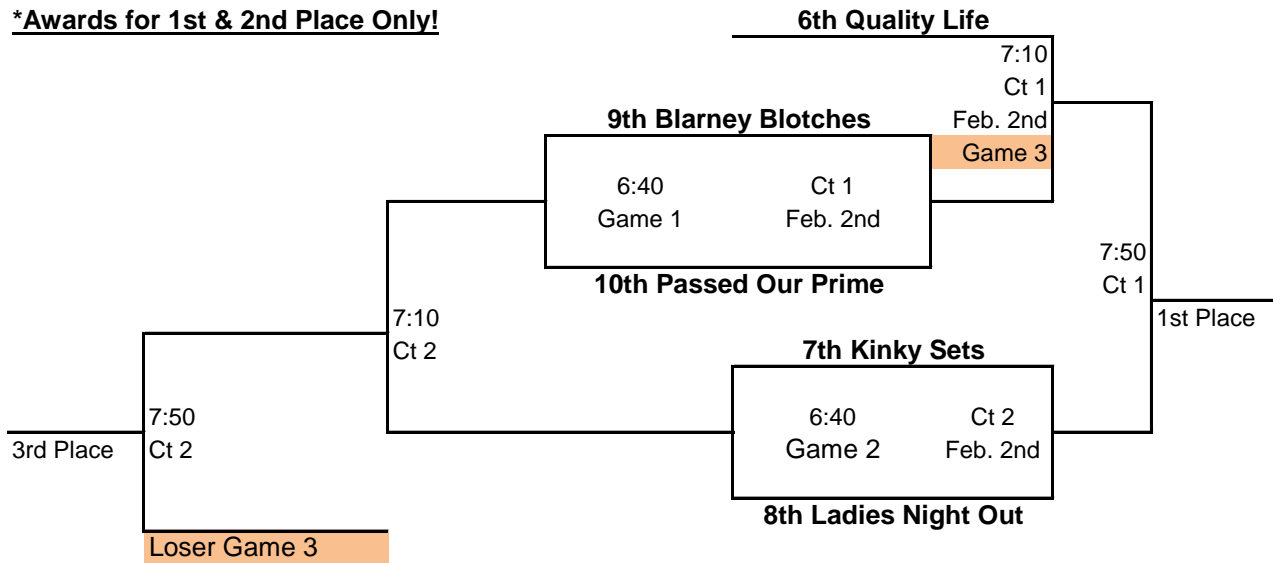 *Awards for 1st & 2nd Place Only!
6th Quality Life
7:10
Ct 1
Feb. 2nd
Game 3
9th Blarney Blotches
6:40 Ct 1
Game 1 Feb. 2nd
10th Passed Our Prime
7:50
Ct 1
1st Place
7:10
Ct 2
7th Kinky Sets
6:40 Ct 2
Game 2 Feb. 2nd
8th Ladies Night Out
7:50
Ct 2
3rd Place
Loser Game 3